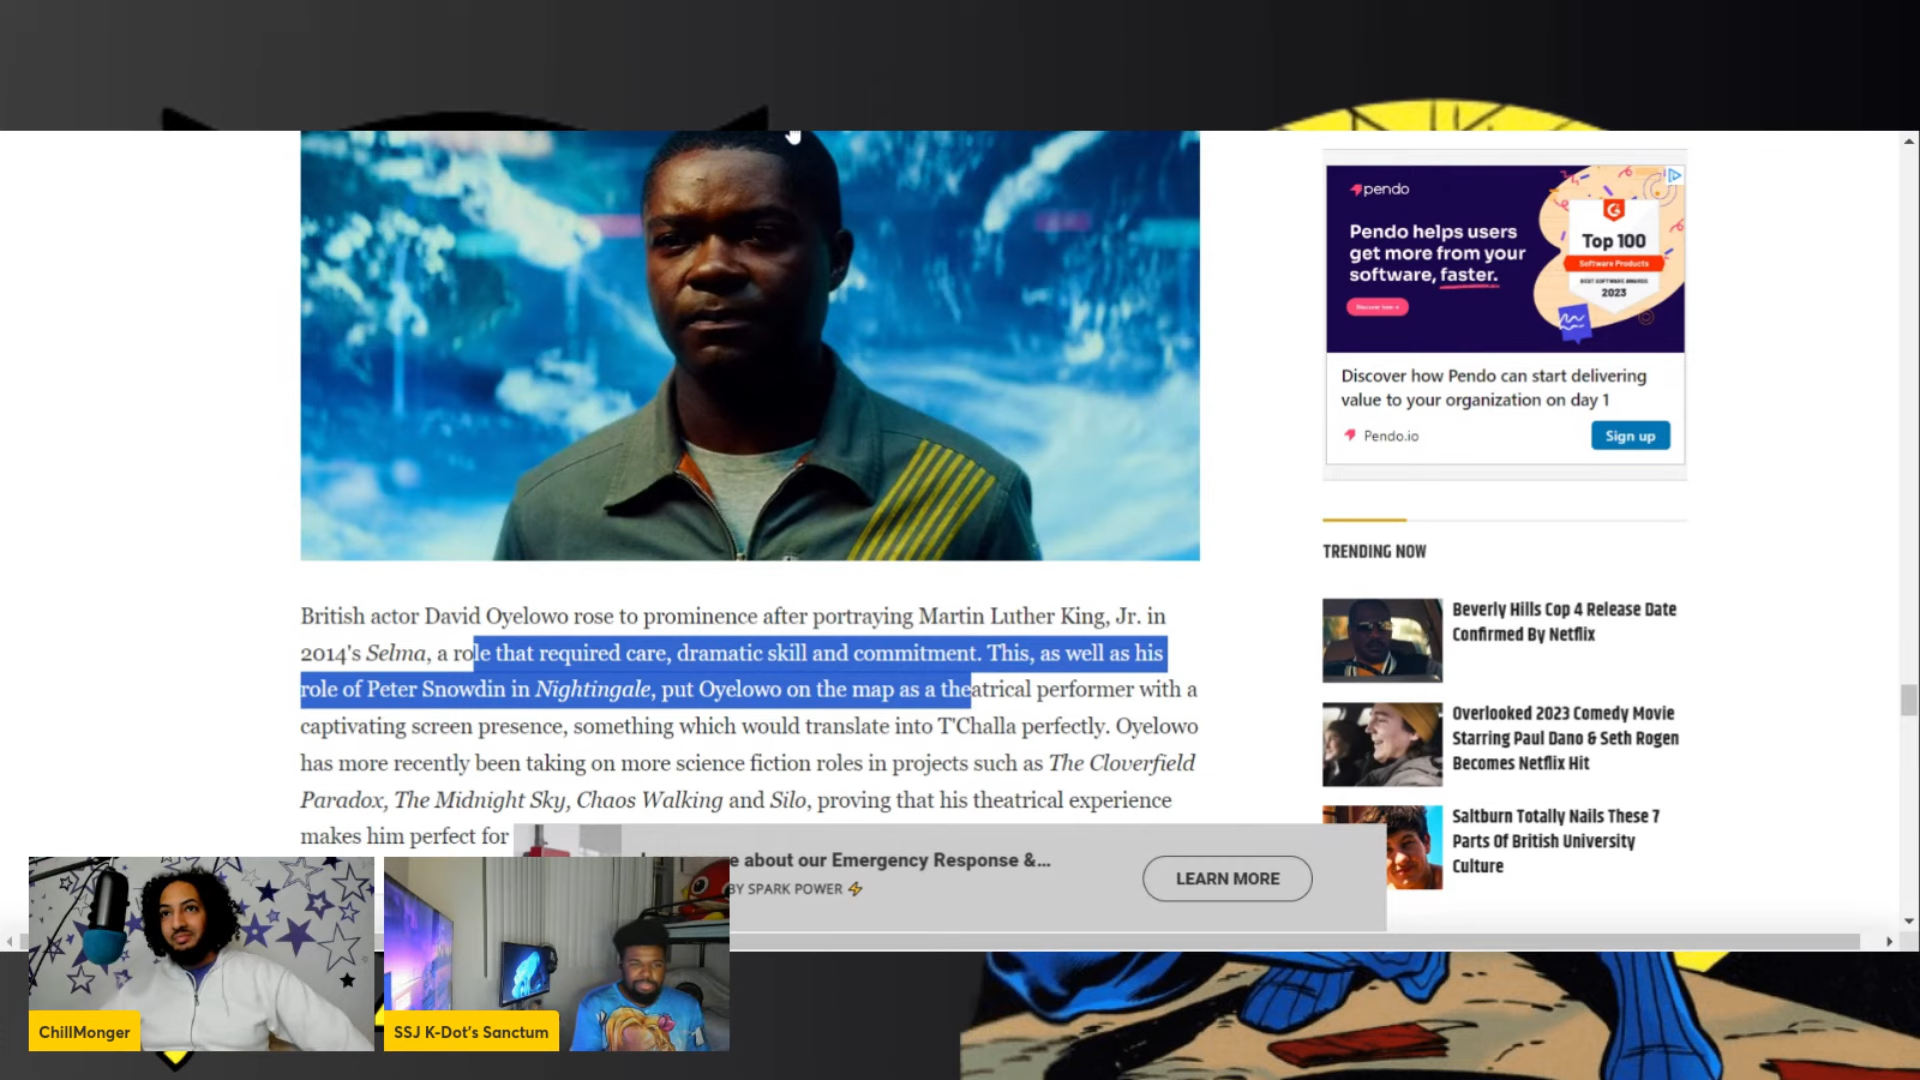 pendo
Pendo helps users
get more from your
software, faster.
Discover how
Top 100
Software Products
BEST SOFTWARE AWARDS
2023
Discover how Pendo can start delivering
value to your organization on day 1
Pendo.io
Sign up
British actor David Oyelowo rose to prominence after portraying Martin Luther King, Jr. in
2014's Selma, a role that required care, dramatic skill and commitment. This, as well as his
role of Peter Snowdin in Nightingale, put Oyelowo on the map as a theatrical performer with a
captivating screen presence, something which would translate into T'Challa perfectly. Oyelowo
has more recently been taking on more science fiction roles in projects such as The Cloverfield
Paradox, The Midnight Sky, Chaos Walking and Silo, proving that his theatrical experience
makes him perfect for
TRENDING NOW
Beverly Hills Cop 4 Release Date
Confirmed By Netflix
Overlooked 2023 Comedy Movie
Starring Paul Dano & Seth Rogen
Becomes Netflix Hit
Saltburn Totally Nails These 7
Parts Of British University
Culture
about our Emergency Response &...
BY SPARK POWER
LEARN MORE
ChillMonger
SSJ K-Dot's Sanctum